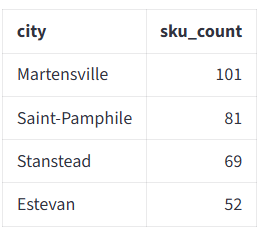 city sku_count
Martensville 101
Saint-Pamphile 81
Stanstead 69
Estevan 52